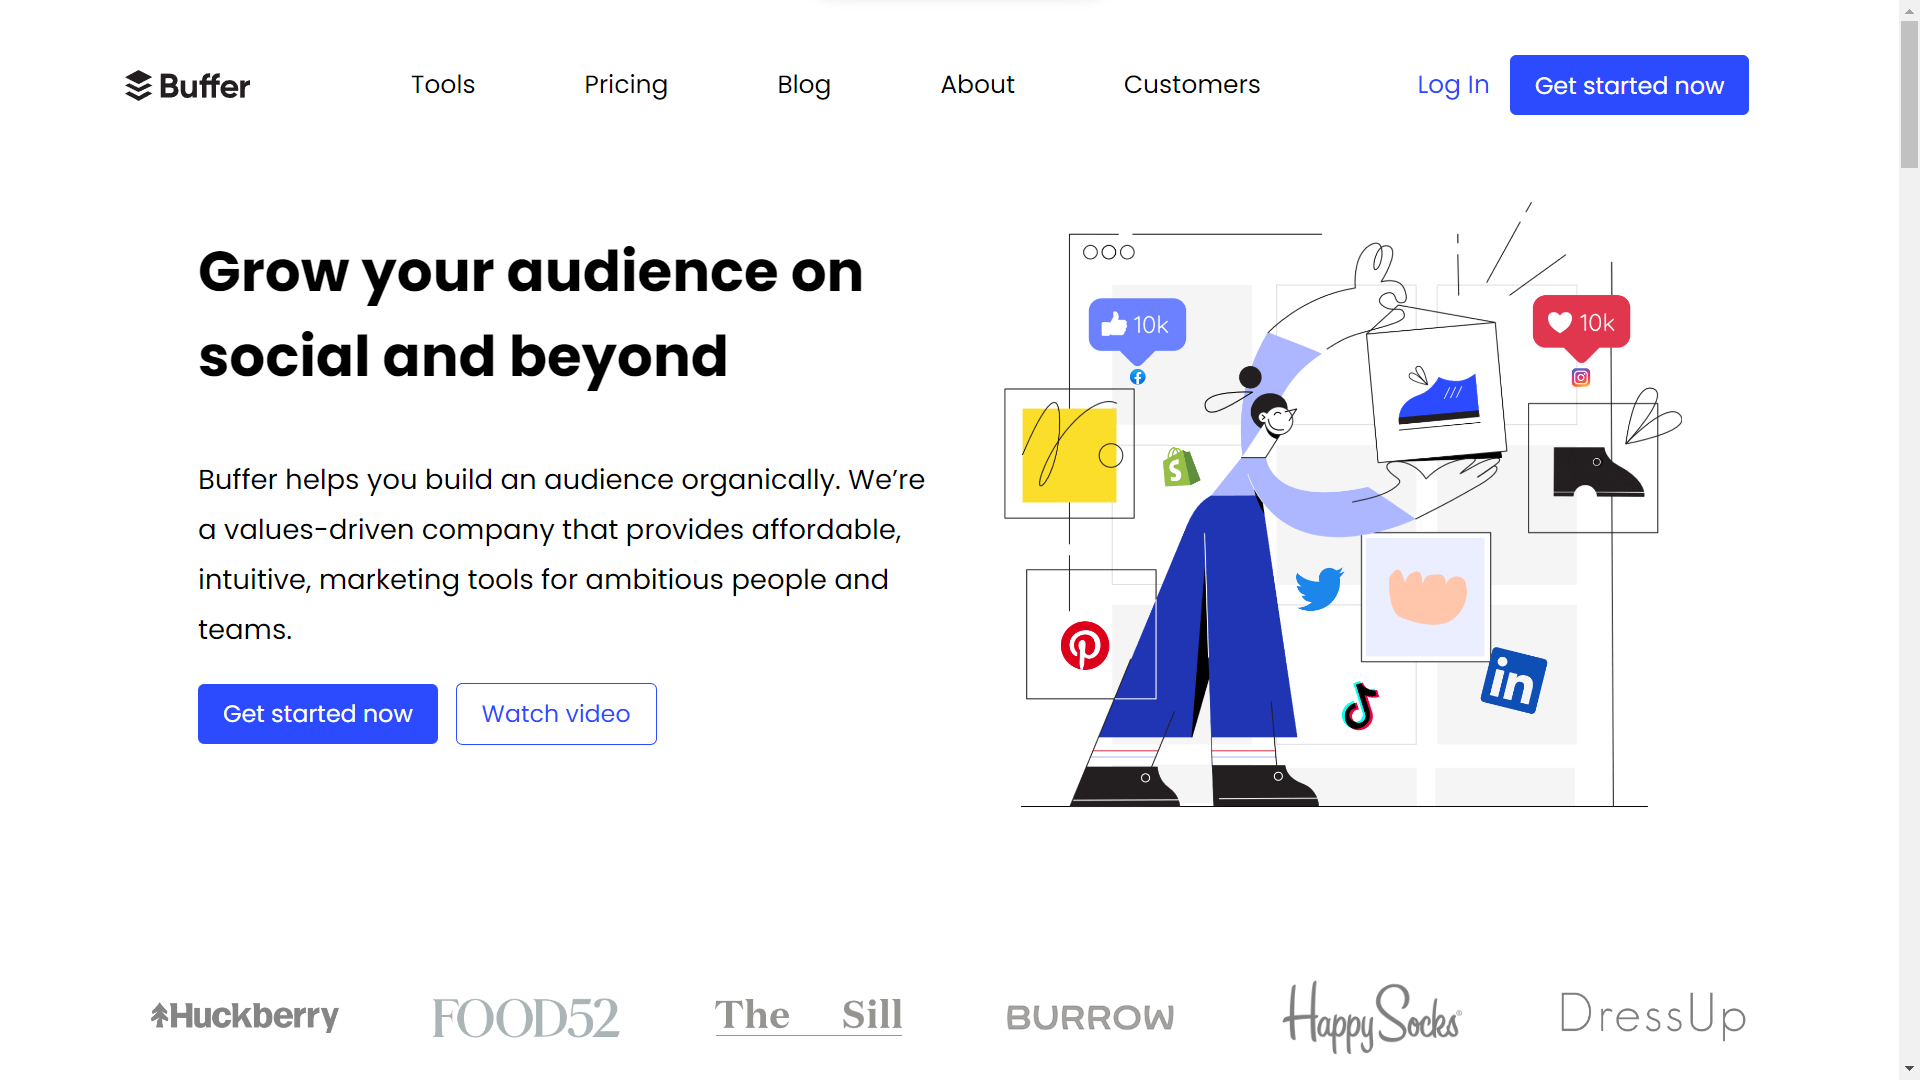 Buffer
Tools
Pricing
Blog
About
Customers
Log In
Get started now
Grow your audience on
social and beyond
Buffer helps you build an audience organically. We’re
a values-driven company that provides affordable,
intuitive, marketing tools for ambitious people and
teams.
Get started now
Watch video
10k
10k
in
Huckberry
FOOD52
The Sill
BURROW
Happy Socks
DressUp